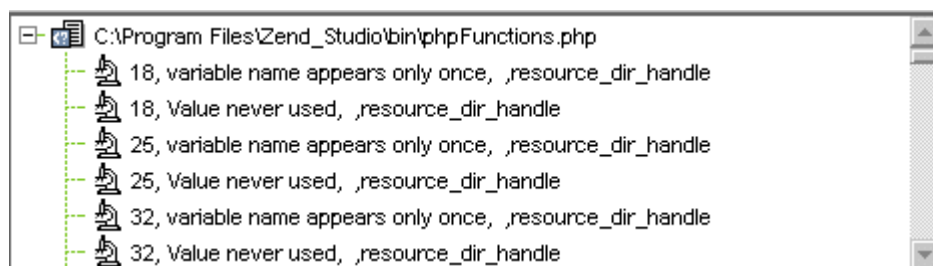 C:\Program Files\Zend_Studio\bin\phpFunctions.php
18, variable name appears only once, ,resource_dir_handle
18, Value never used, ,resource_dir_handle
25, variable name appears only once, ,resource_dir_handle
25, Value never used, ,resource_dir_handle
32, variable name appears only once, ,resource_dir_handle
32, Value never used, ,resource_dir_handle